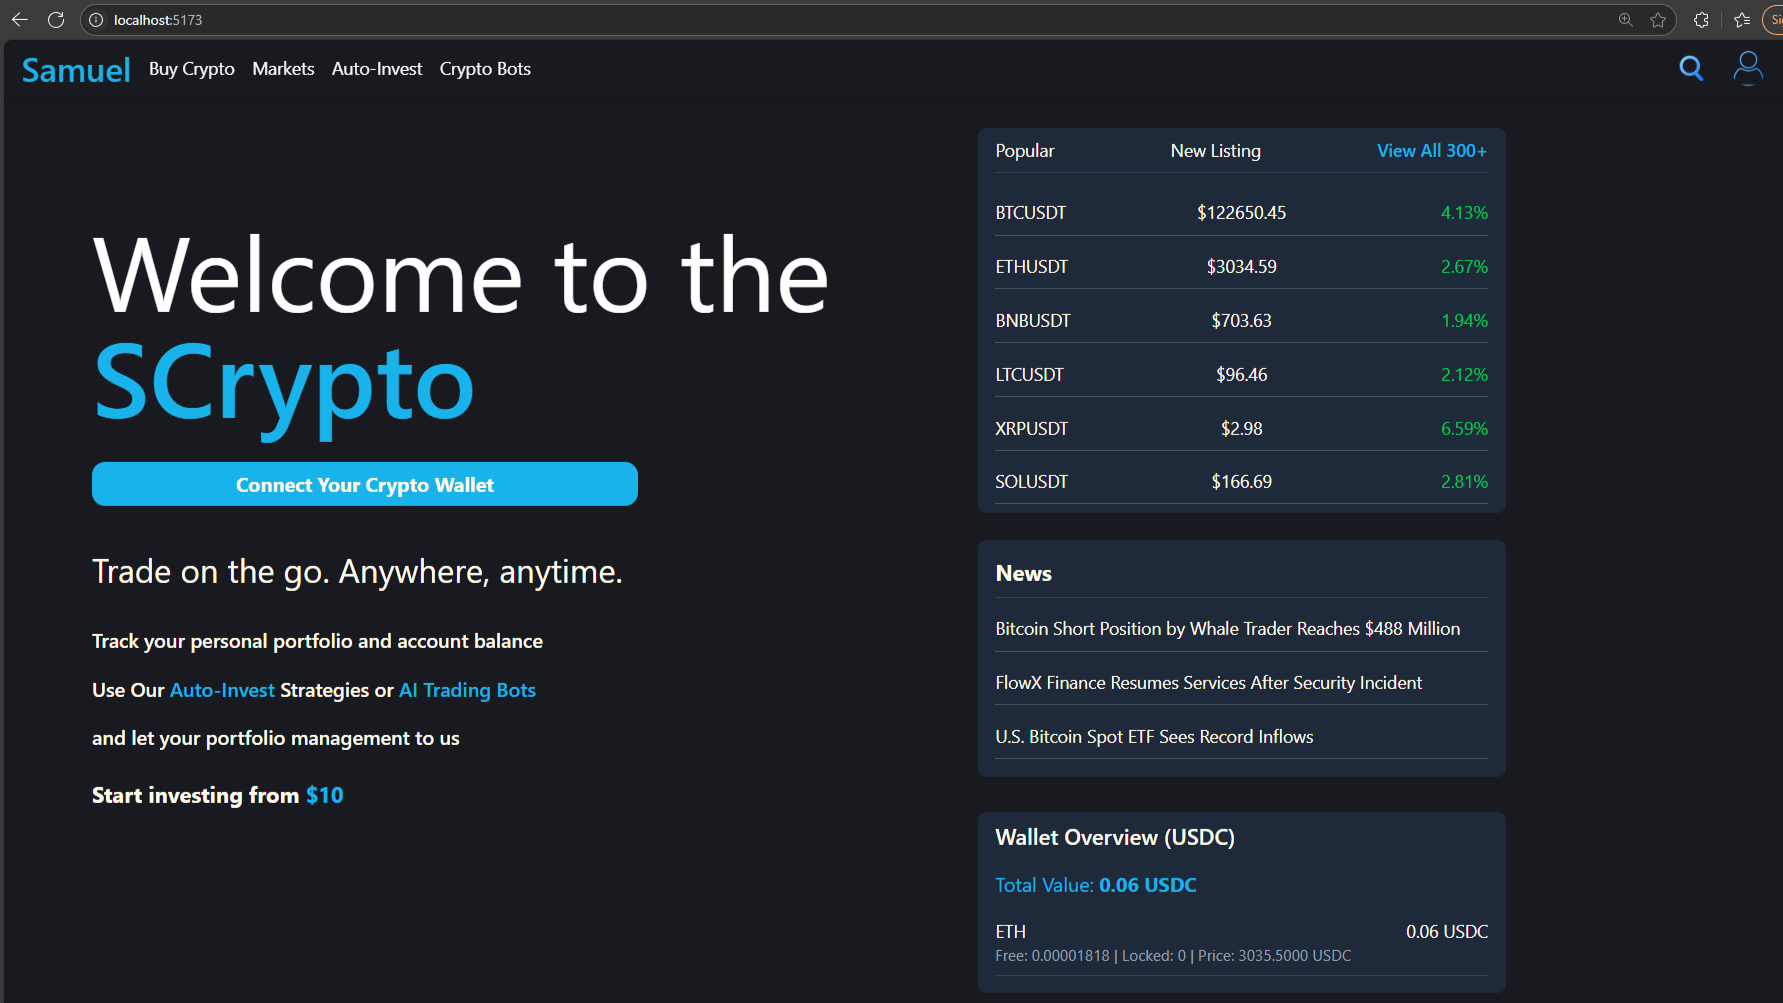 localhost:5173
Samuel Buy Crypto Markets Auto-Invest Crypto Bots
Welcome to the
SCrypto
Connect Your Crypto Wallet
Trade on the go. Anywhere, anytime.
Track your personal portfolio and account balance
Use Our Auto-Invest Strategies or AI Trading Bots
and let your portfolio management to us
Start investing from $10
Popular New Listing View All 300+
BTCUSDT $122650.45 4.13%
ETHUSDT $3034.59 2.67%
BNBUSDT $703.63 1.94%
LTCUSDT $96.46 2.12%
XRPUSDT $2.98 6.59%
SOLUSDT $166.69 2.81%
News
Bitcoin Short Position by Whale Trader Reaches $488 Million
FlowX Finance Resumes Services After Security Incident
U.S. Bitcoin Spot ETF Sees Record Inflows
Wallet Overview (USDC)
Total Value: 0.06 USDC
ETH 0.06 USDC
Free: 0.00001818 | Locked: 0 | Price: 3035.5000 USDC